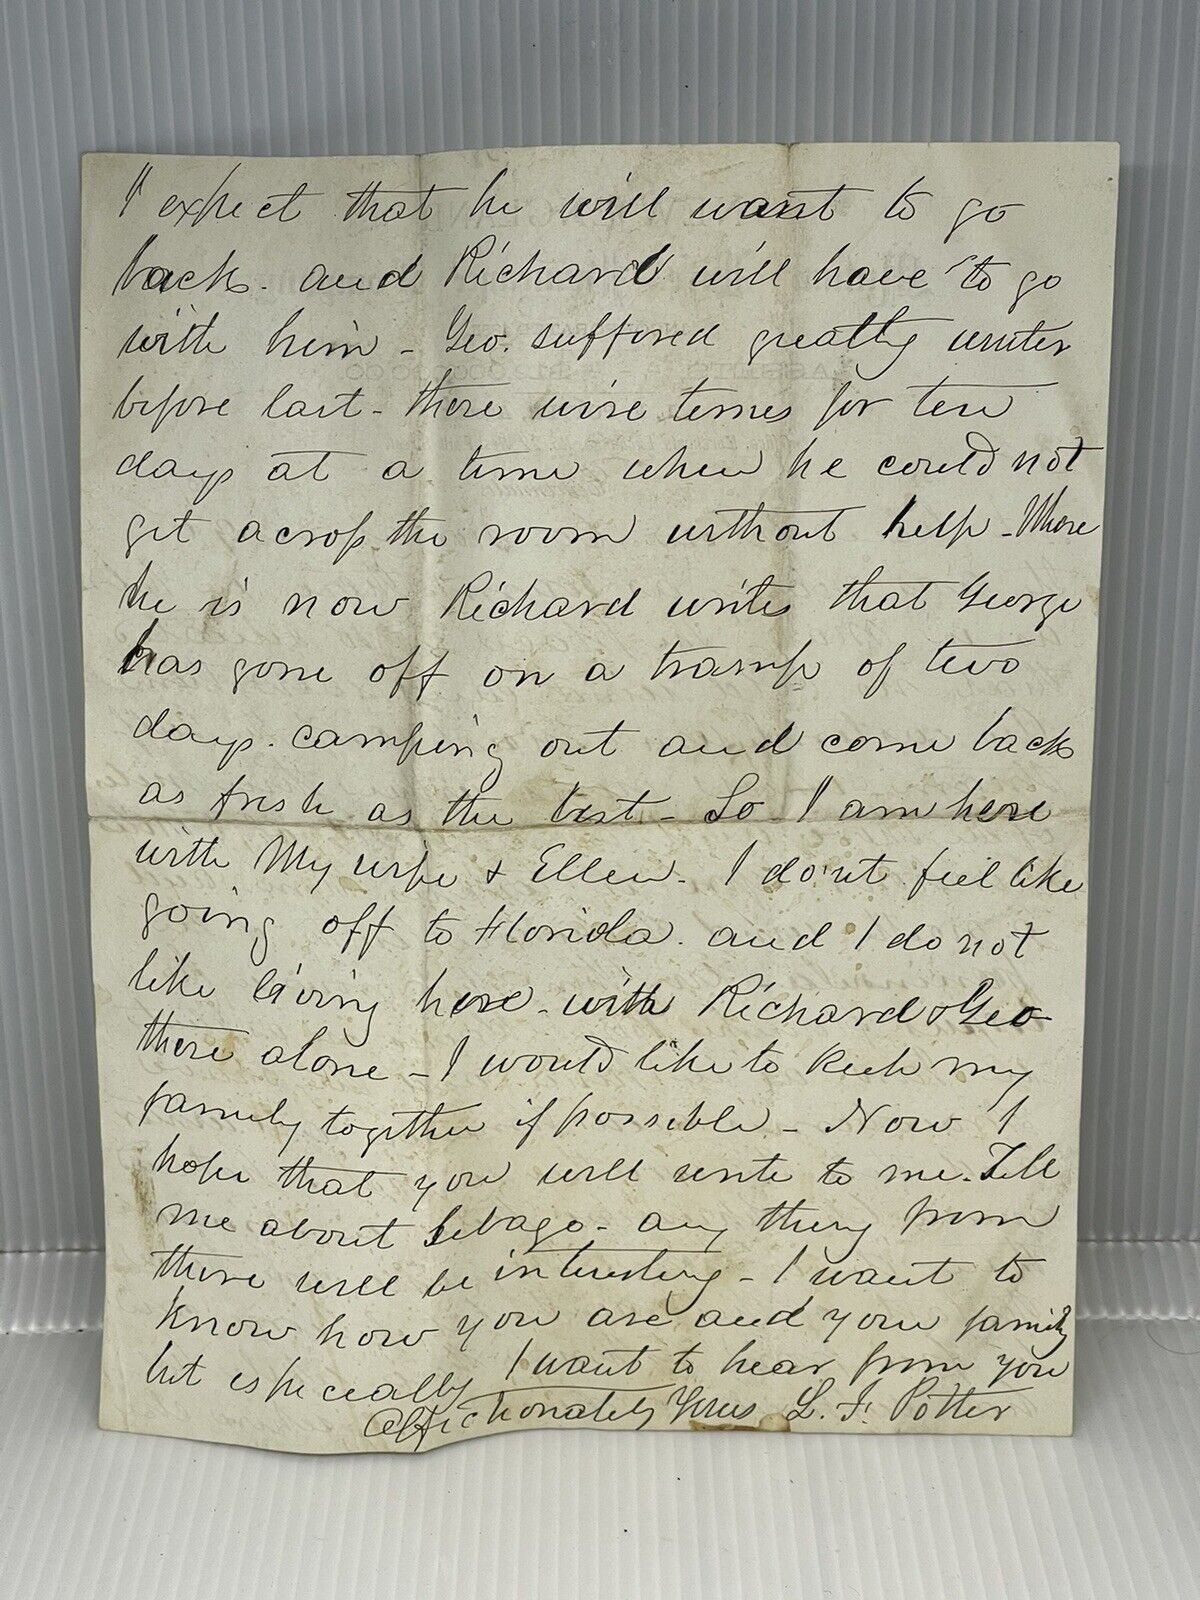 I expect that he will want to go
back. and Richard will have to go
with him - Geo. suffered greatly winter
before last - there were times for ten
days at a time when he could not
get across the room without help - Where
he is now Richard writes that George
has gone off on a tramp of two
days. camping out and come back
as fresh as the best - So I am here
with My wife & Ellen. I don't feel like
going off to Florida. and I do not
like living here - with Richard & Geo
there alone - I would like to keep my
family together if possible - Now I
hope that you will write to me. Tell
me about Sebago - any thing from
there will be interesting - I want to
know how you are and your family
but especially I want to hear from you
Affectionately Yours L. F. Potter